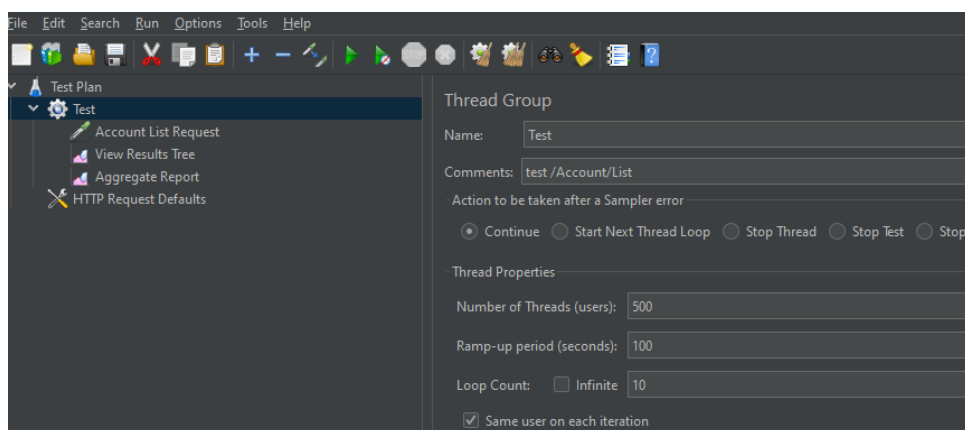 File Edit Search Run Options Tools Help
STOP
Test Plan
Test
Account List Request
View Results Tree
Aggregate Report
HTTP Request Defaults
Thread Group
Name: Test
Comments: test /Account/List
Action to be taken after a Sampler error
Continue Start Next Thread Loop Stop Thread Stop Test Stop
Thread Properties
Number of Threads (users): 500
Ramp-up period (seconds): 100
Loop Count: Infinite 10
Same user on each iteration